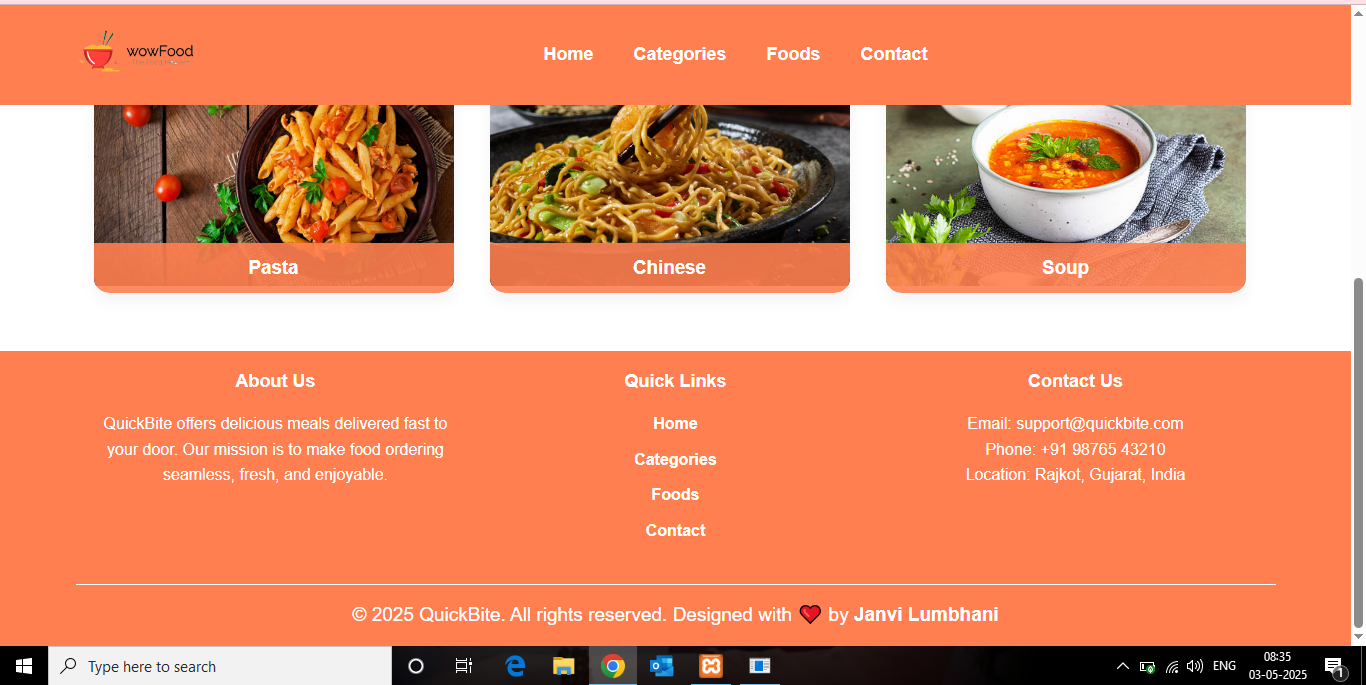 wowFood
Home Categories Foods Contact
Pasta Chinese Soup
About Us
QuickBite offers delicious meals delivered fast to
your door. Our mission is to make food ordering
seamless, fresh, and enjoyable.
Quick Links
Home
Categories
Foods
Contact
Contact Us
Email: support@quickbite.com
Phone: +91 98765 43210
Location: Rajkot, Gujarat, India
© 2025 QuickBite. All rights reserved. Designed with ❤️ by Janvi Lumbhani
Type here to search
ENG
08:35
03-05-2025
1